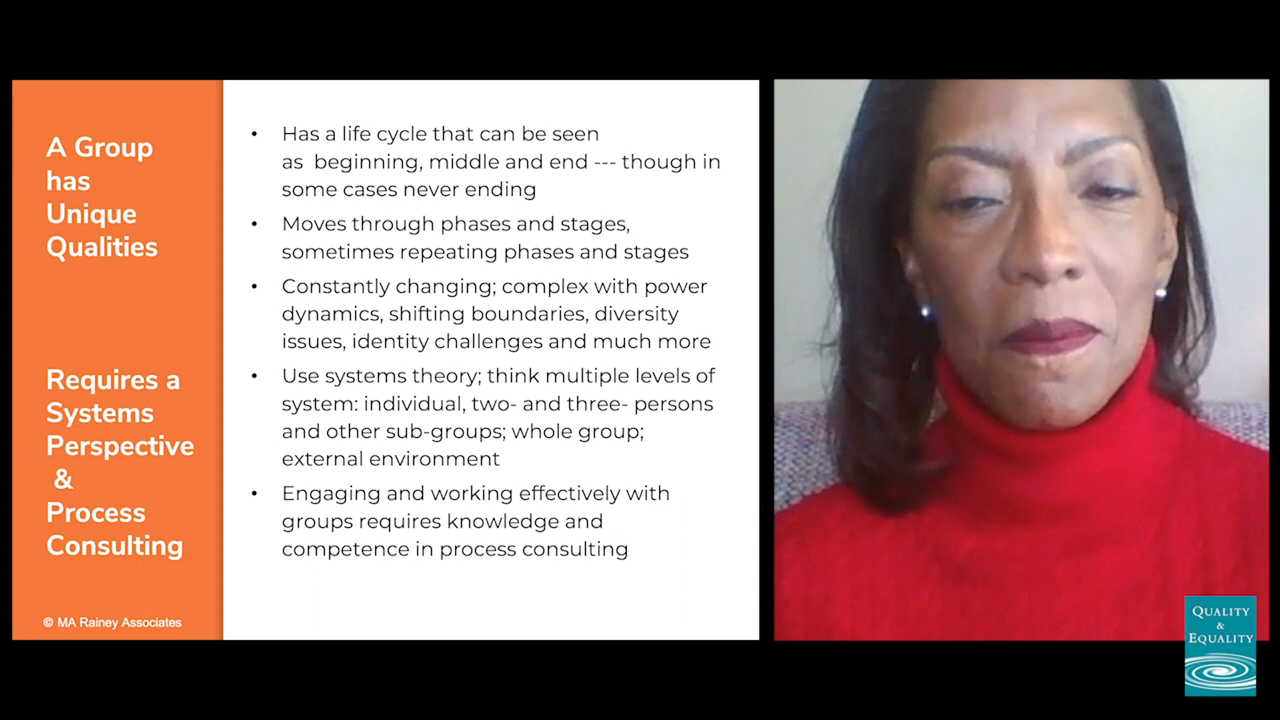 A Group
has
Unique
Qualities
Requires a
Systems
Perspective
&
Process
Consulting
© MA Rainey Associates
• Has a life cycle that can be seen
as beginning, middle and end --- though in
some cases never ending
• Moves through phases and stages,
sometimes repeating phases and stages
• Constantly changing; complex with power
dynamics, shifting boundaries, diversity
issues, identity challenges and much more
• Use systems theory; think multiple levels of
system: individual, two- and three- persons
and other sub-groups; whole group;
external environment
• Engaging and working effectively with
groups requires knowledge and
competence in process consulting
QUALITY
&
EQUALITY